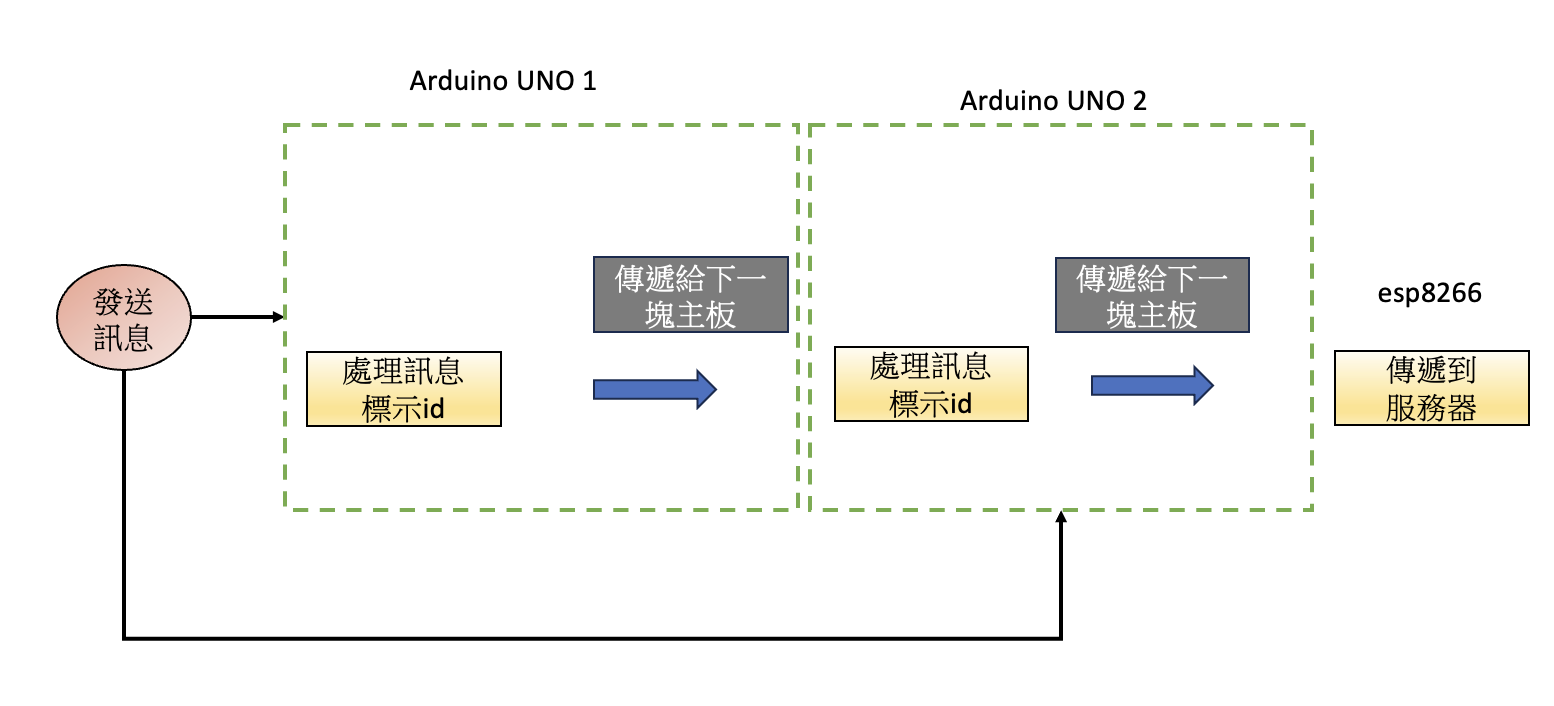 Arduino UNO 1
Arduino UNO 2
發送
訊息
傳遞給下一
塊主板
處理訊息
標示id
傳遞給下一
塊主板
處理訊息
標示id
esp8266
傳遞到
服務器